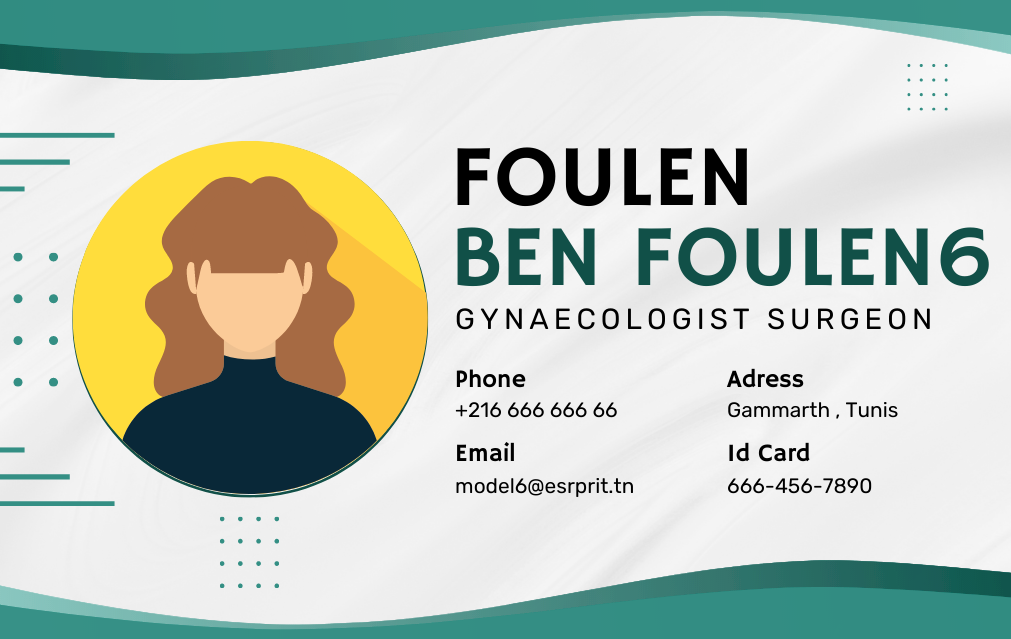 FOULEN
BEN FOULEN6
GYNAECOLOGIST SURGEON
Phone
+216 666 666 66
Adress
Gammarth , Tunis
Email
model6@esrprit.tn
Id Card
666-456-7890